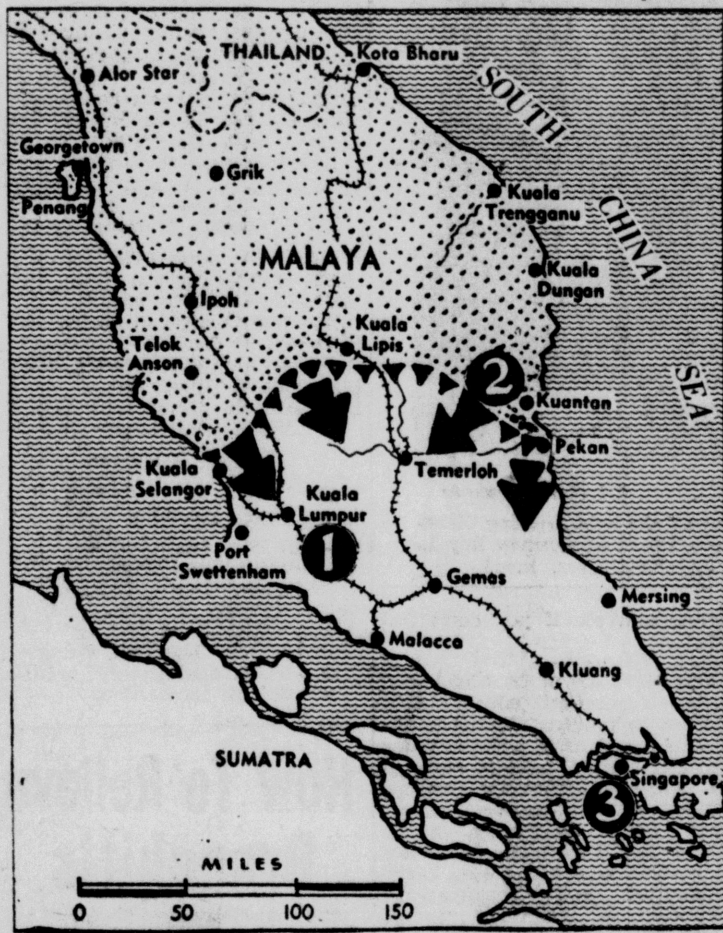 THAILAND
Kota Bharu
Alor Star
SOUTH
Georgetown
Grik
Penang
Kuala
Trengganu
CHINA
MALAYA
Kuala
Dungan
Ipoh
Kuala
Lipis
Telok
Anson
SEA
2
Kuantan
Pekan
Kuala
Selangor
Temerloh
Kuala
Lumpur
1
Port
Swettenham
Gemas
Mersing
Malacca
Kluang
SUMATRA
Singapore
3
MILES
0 50 100 150